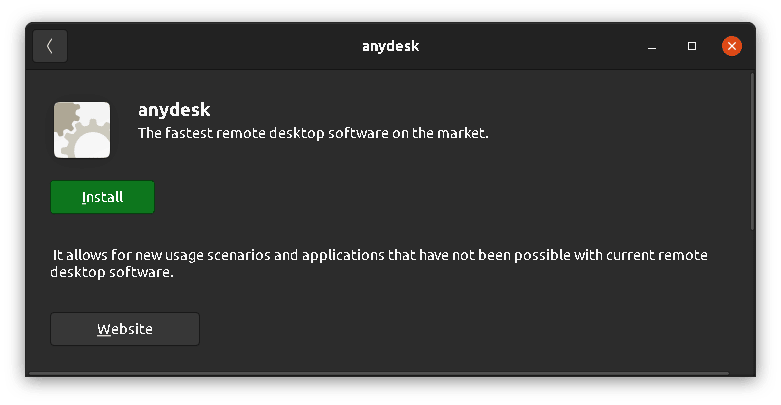 anydesk
anydesk
The fastest remote desktop software on the market.
Install
It allows for new usage scenarios and applications that have not been possible with current remote
desktop software.
Website